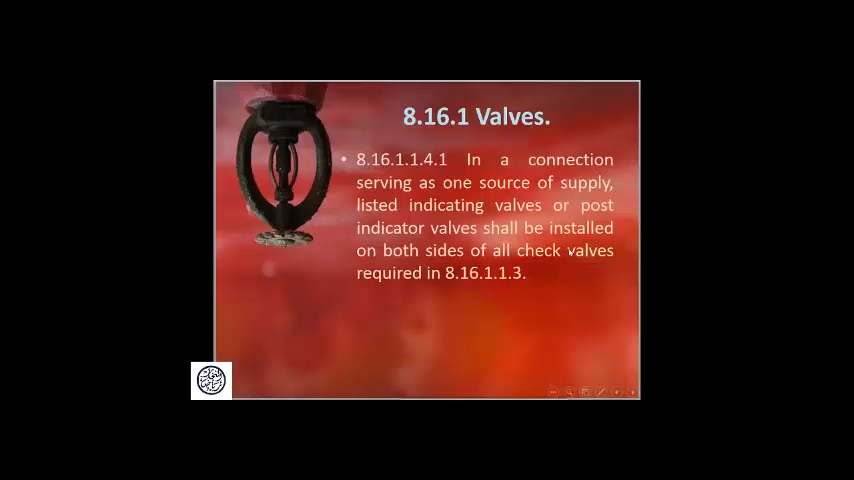 8.16.1 Valves.
• 8.16.1.1.4.1 In a connection
serving as one source of supply,
listed indicating valves or post
indicator valves shall be installed
on both sides of all check valves
required in 8.16.1.1.3.